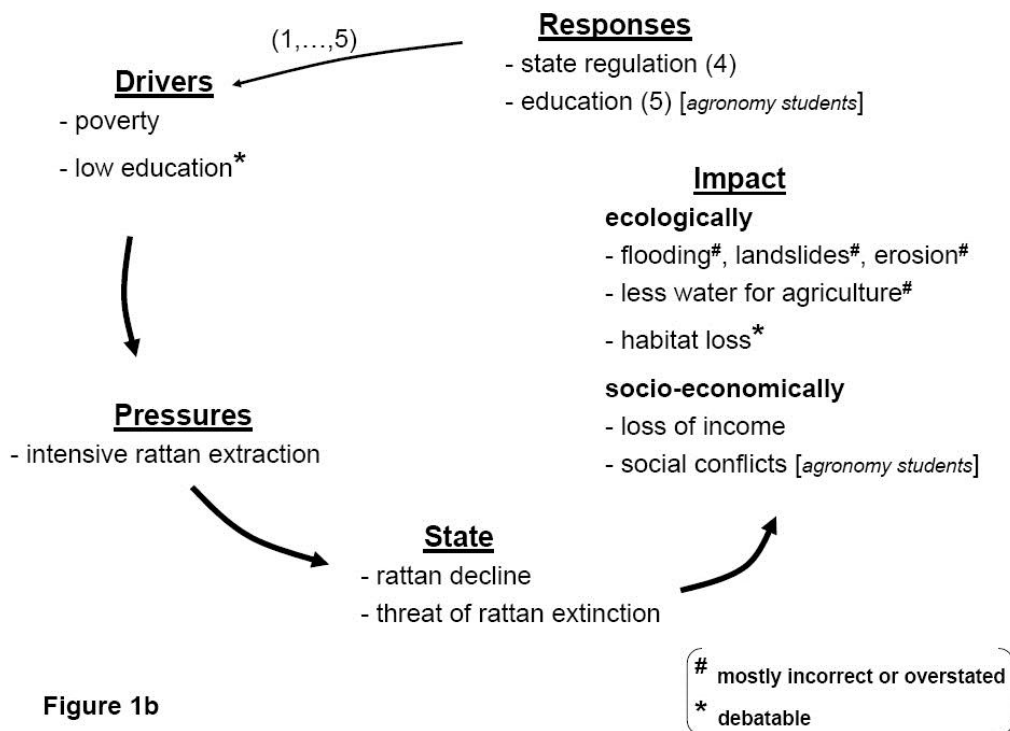 Responses
- state regulation (4)
- education (5) [agronomy students]
(1,...,5)
Drivers
- poverty
- low education*
Impact
ecologically
- flooding#, landslides#, erosion#
- less water for agriculture#
- habitat loss*
socio-economically
- loss of income
- social conflicts [agronomy students]
Pressures
- intensive rattan extraction
State
- rattan decline
- threat of rattan extinction
# mostly incorrect or overstated
* debatable
Figure 1b